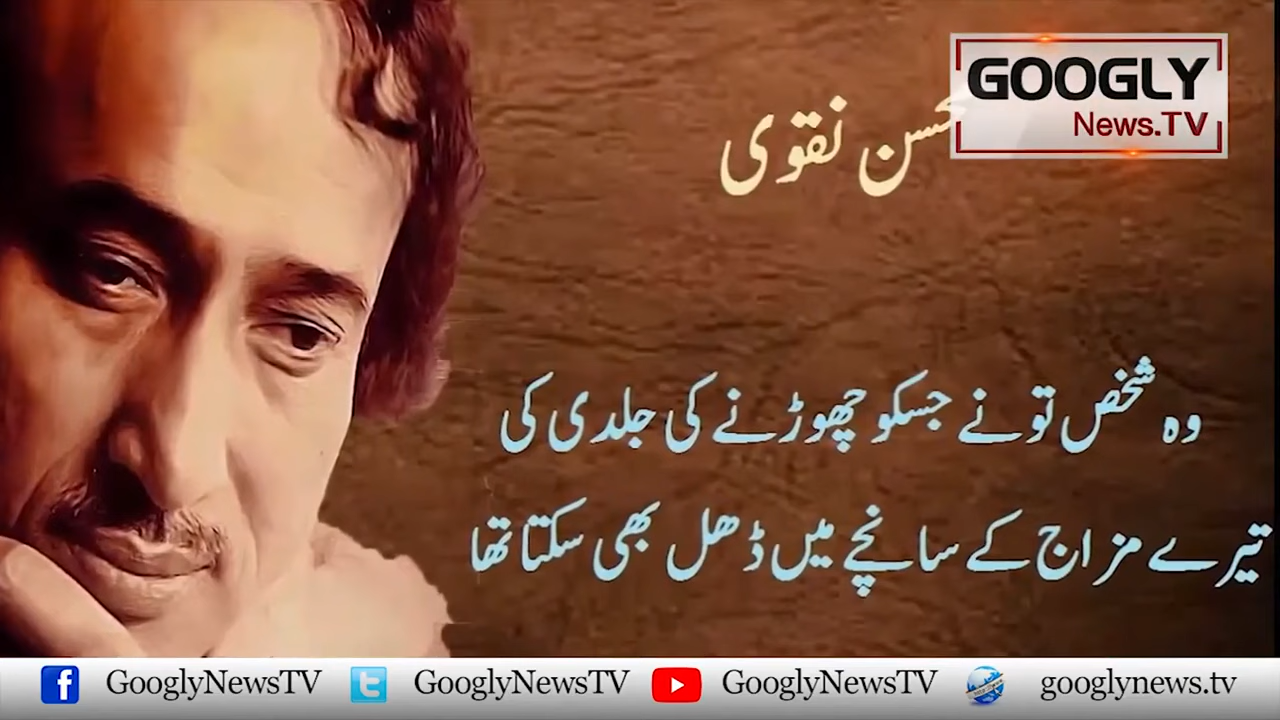 GOOGLY
News.TV
نقوی
وہ شخص تو نے جسکو چھوڑنے کی جلدی کی
تیرے مزاج کے سانچے میں ڈھل بھی سکتا تھا
GooglyNewsTV GooglyNewsTV GooglyNewsTV googlynews.tv